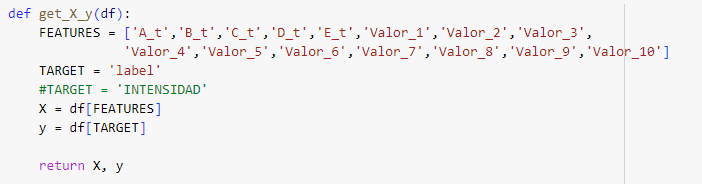 def get_X_y(df):
    FEATURES = ['A_t','B_t','C_t','D_t','E_t','Valor_1','Valor_2','Valor_3',
                'Valor_4','Valor_5','Valor_6','Valor_7','Valor_8','Valor_9','Valor_10']
    TARGET = 'label'
    #TARGET = 'INTENSIDAD'
    X = df[FEATURES]
    y = df[TARGET]
    return X, y